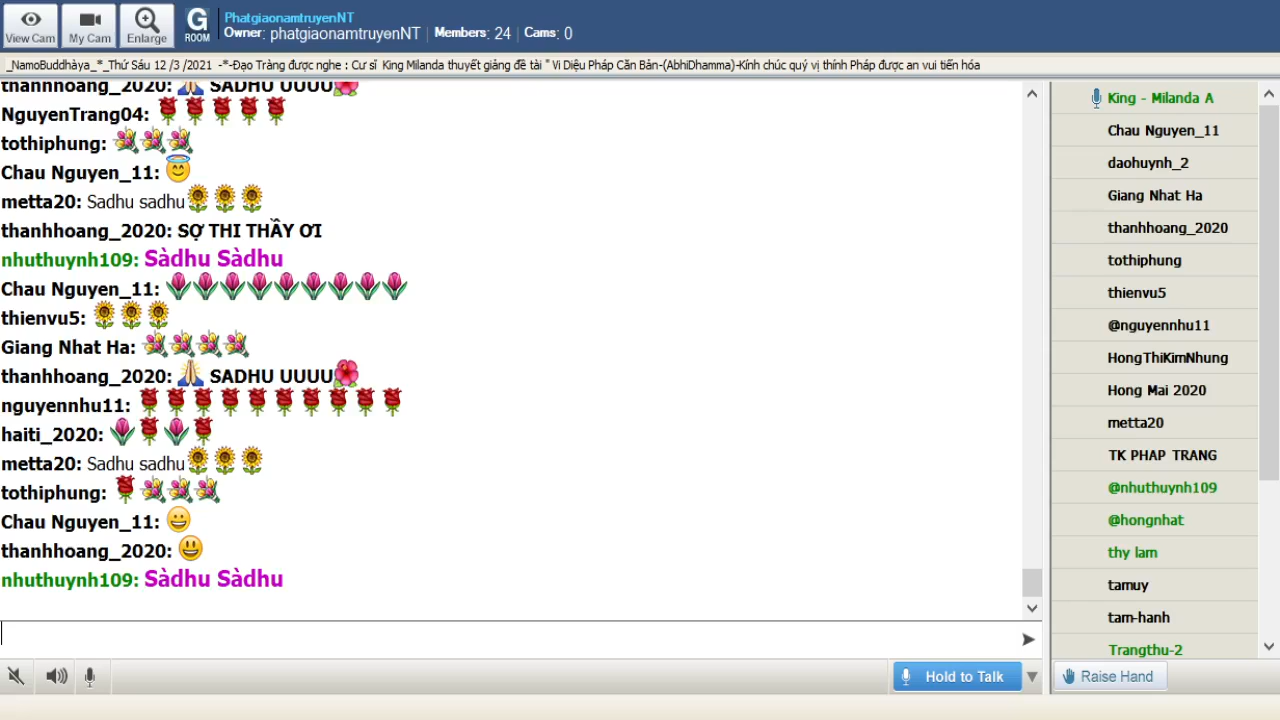 View Cam
My Cam
Enlarge
G
ROOM
PhatgiaonamtruyenNT
Owner: phatgiaonamtruyenNT | Members: 24 | Cams: 0
_NamoBuddhàya_*_Thứ Sáu 12 /3 /2021 -*-Đạo Tràng được nghe : Cư sĩ King Milanda thuyết giảng đề tài " Vi Diệu Pháp Căn Bản-(AbhiDhamma)-Kính chúc quý vị thính Pháp được an vui tiến hóa
thanhhoang_2020: SADHU UUUU
NguyenTrang04:
tothiphung:
Chau Nguyen_11:
metta20: Sadhu sadhu
thanhhoang_2020: SỢ THI THẦY ƠI
nhuthuynh109: Sàdhu Sàdhu
Chau Nguyen_11:
thienvu5:
Giang Nhat Ha:
thanhhoang_2020: SADHU UUUU
nguyennhu11:
haiti_2020:
metta20: Sadhu sadhu
tothiphung:
Chau Nguyen_11:
thanhhoang_2020:
nhuthuynh109: Sàdhu Sàdhu
King - Milanda A
Chau Nguyen_11
daohuynh_2
Giang Nhat Ha
thanhhoang_2020
tothiphung
thienvu5
@nguyennhu11
HongThiKimNhung
Hong Mai 2020
metta20
TK PHAP TRANG
@nhuthuynh109
@hongnhat
thy lam
tamuy
tam-hanh
Trangthu-2
Hold to Talk
Raise Hand